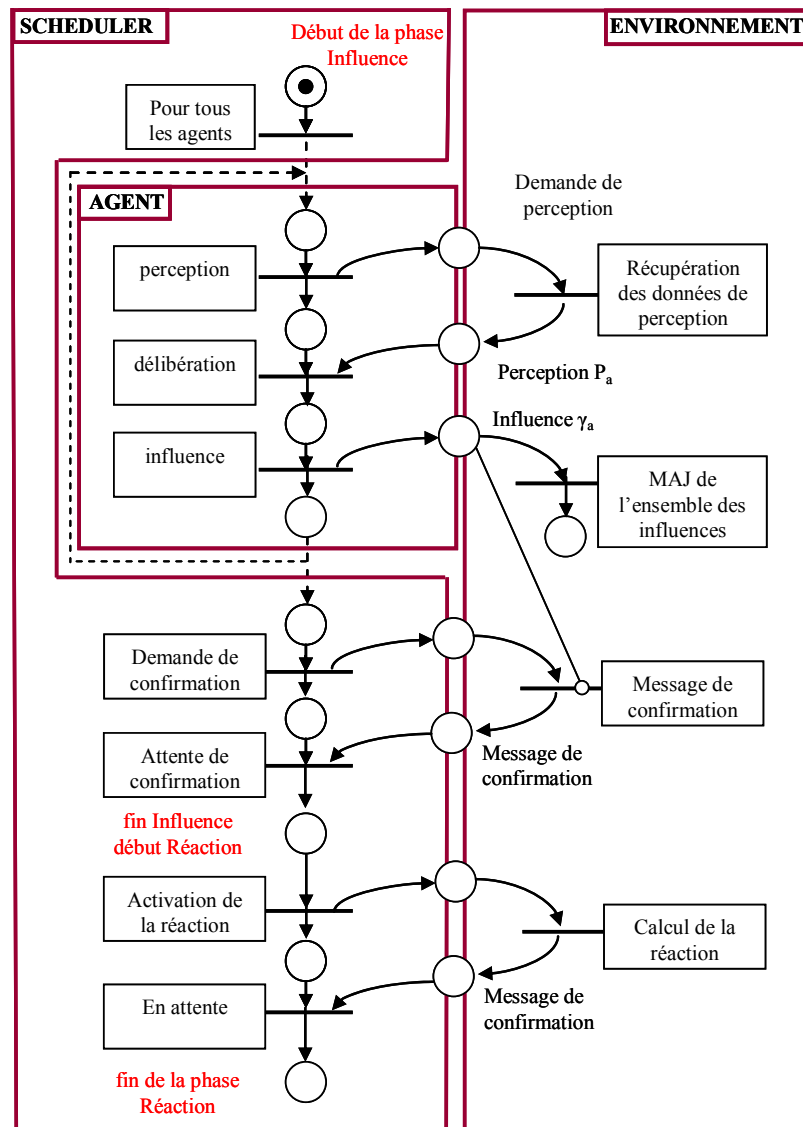 SCHEDULER
Début de la phase
Influence
ENVIRONNEMENT
Pour tous
les agents
AGENT
Demande de
perception
perception
Récupération
des données de
perception
délibération
Perception Pa
Influence γa
influence
MAJ de
l’ensemble des
influences
Demande de
confirmation
Message de
confirmation
Attente de
confirmation
Message de
confirmation
fin Influence
début Réaction
Activation de
la réaction
Calcul de la
réaction
En attente
Message de
confirmation
fin de la phase
Réaction